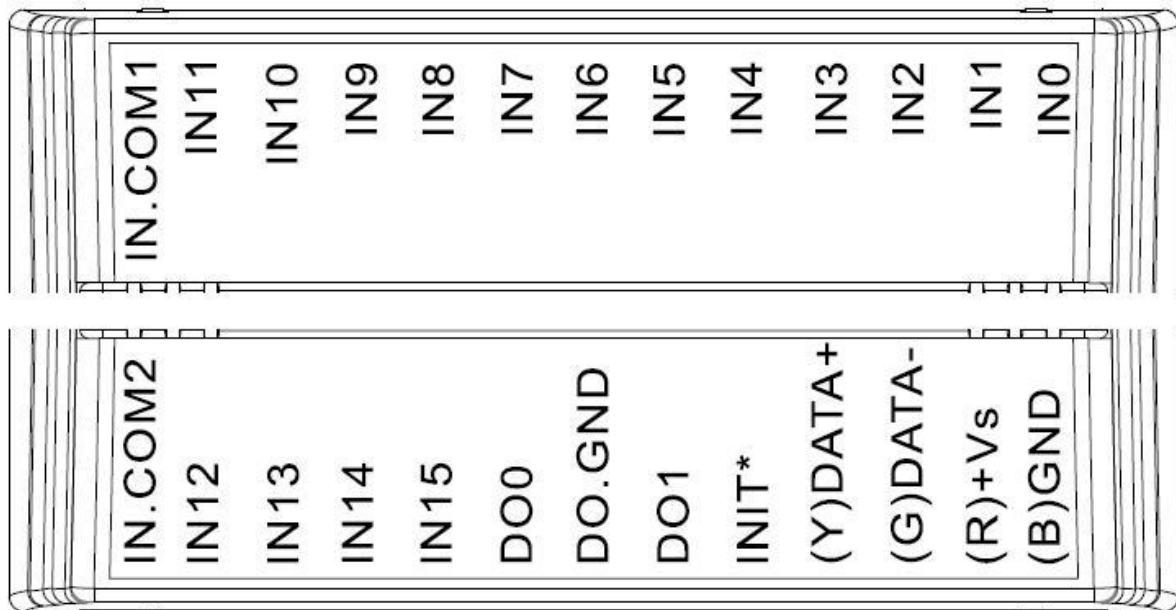 IN.COM1
IN11
IN10
IN9
IN8
IN7
IN6
IN5
IN4
IN3
IN2
IN1
IN0
IN.COM2
IN12
IN13
IN14
IN15
DO0
DO.GND
DO1
INIT*
(Y)DATA+
(G)DATA-
(R)+Vs
(B)GND